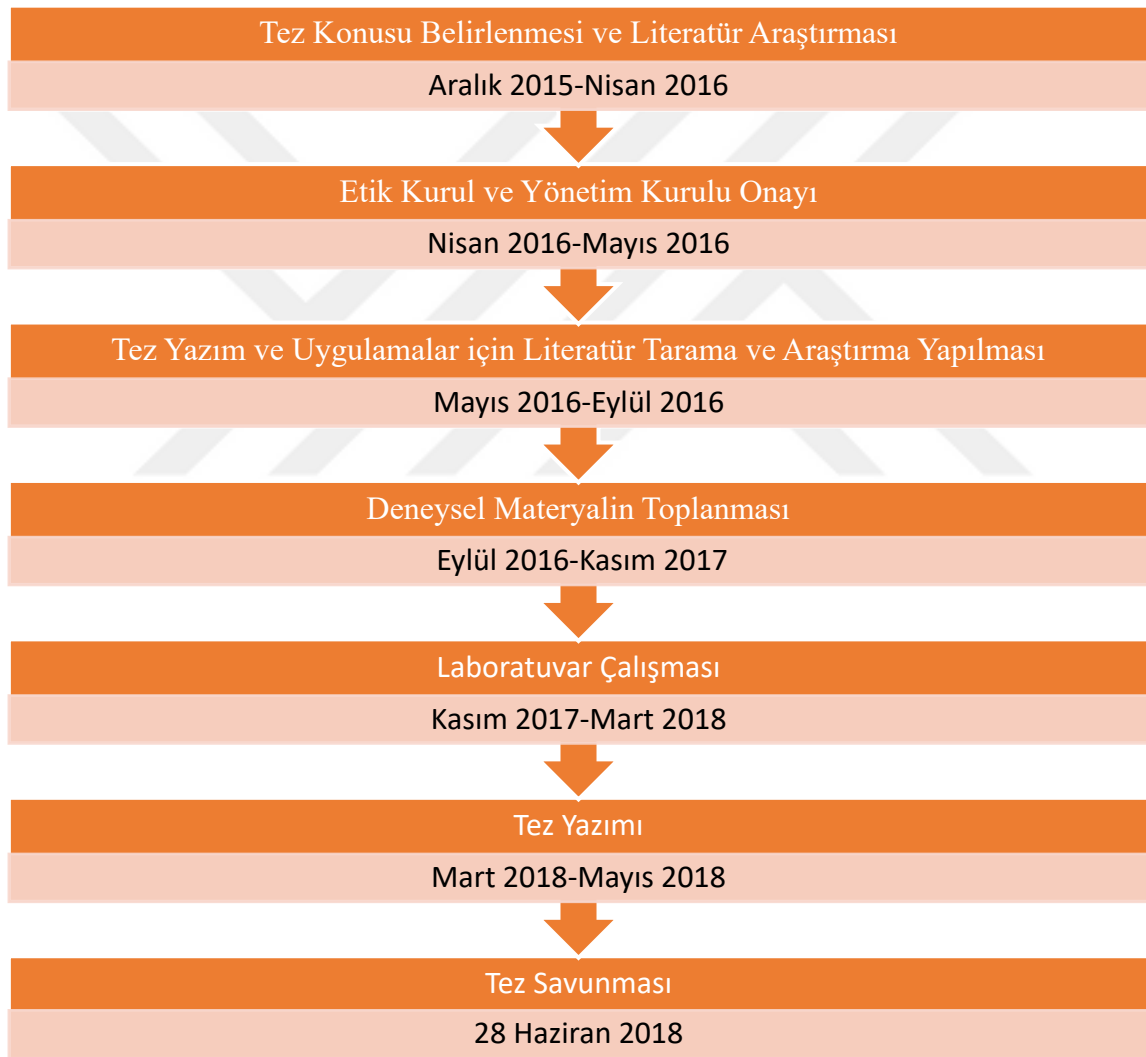 Tez Konusu Belirlenmesi ve Literatür Araştırması
Aralık 2015-Nisan 2016
Etik Kurul ve Yönetim Kurulu Onayı
Nisan 2016-Mayıs 2016
Tez Yazım ve Uygulamalar için Literatür Tarama ve Araştırma Yapılması
Mayıs 2016-Eylül 2016
Deneysel Materyalin Toplanması
Eylül 2016-Kasım 2017
Laboratuvar Çalışması
Kasım 2017-Mart 2018
Tez Yazımı
Mart 2018-Mayıs 2018
Tez Savunması
28 Haziran 2018